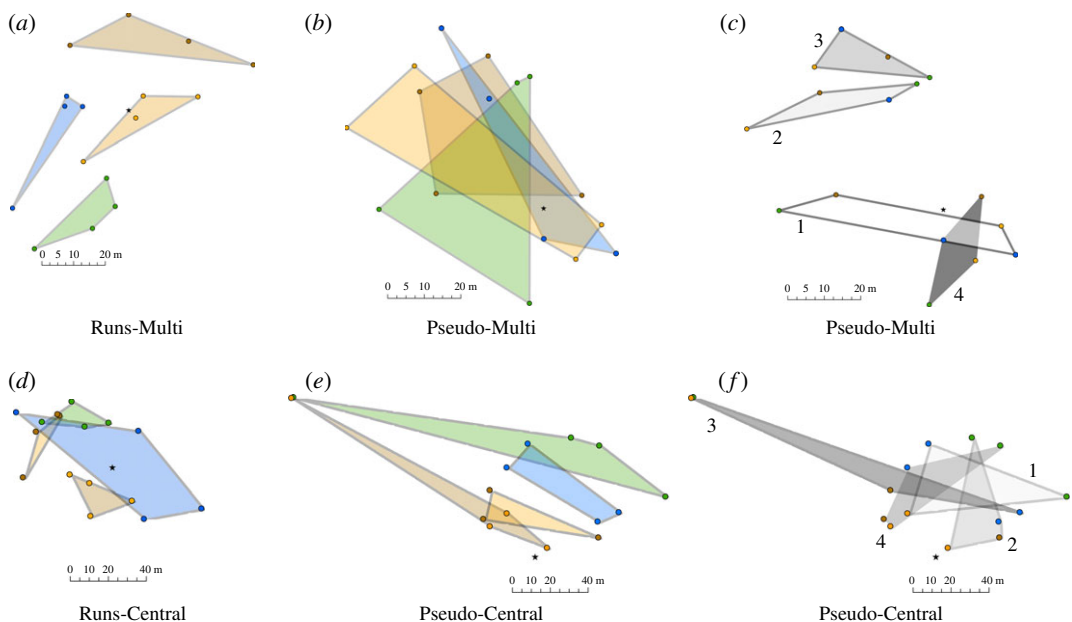 (a)
(b)
(c)
3
2
1
4
0 5 10 20 m
0 5 10 20 m
0 5 10 20 m
Runs-Multi
Pseudo-Multi
Pseudo-Multi
(d)
(e)
(f)
3
1
4
2
0 10 20 40 m
0 10 20 40 m
0 10 20 40 m
Runs-Central
Pseudo-Central
Pseudo-Central